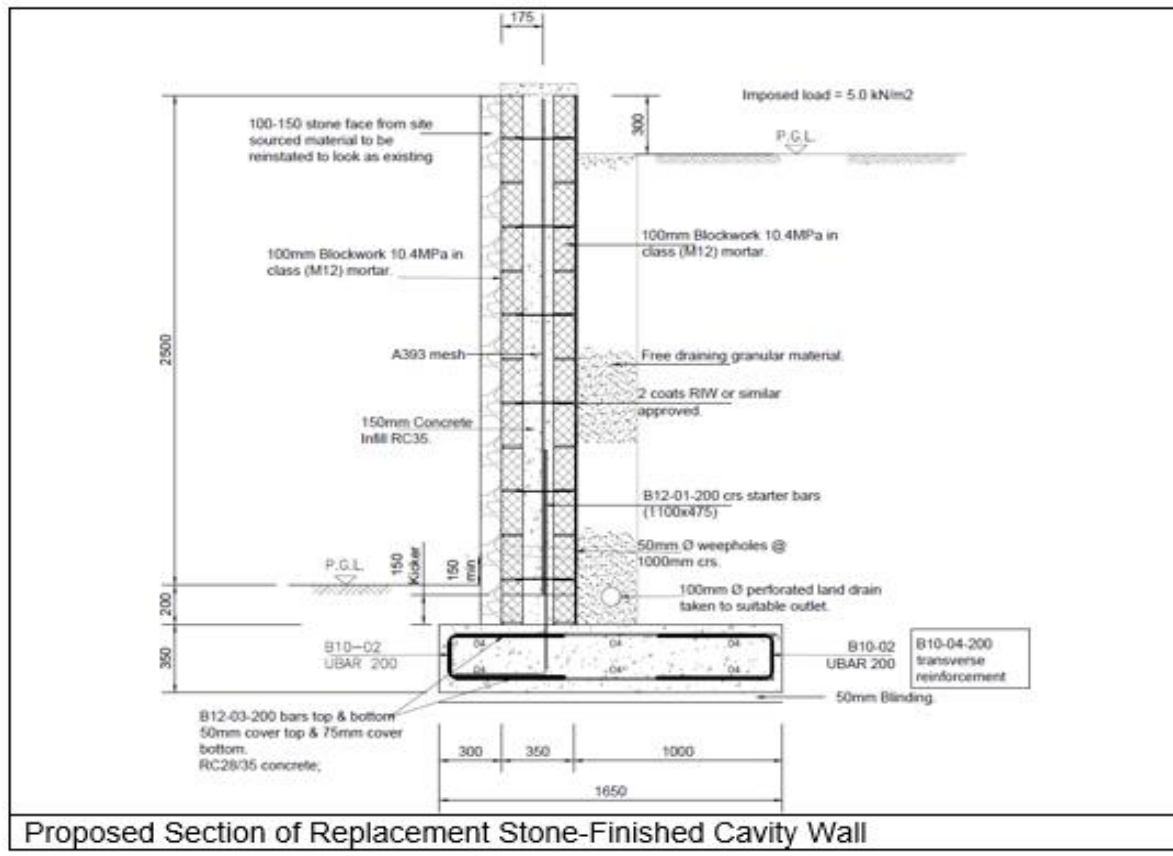 175
Imposed load = 5.0 kN/m2
300
P.G.L.
100-150 stone face from site
sourced material to be
reinstated to look as existing
100mm Blockwork 10.4MPa in
class (M12) mortar.
100mm Blockwork 10.4MPa in
class (M12) mortar.
2500
A393 mesh
Free draining granular material.
2 coats RIW or similar
approved.
150mm Concrete
Infill RC35.
B12-01-200 crs starter bars
(1100x475)
50mm Ø weepholes @
1000mm crs.
150
Kicker
150
min
P.G.L.
100mm Ø perforated land drain
taken to suitable outlet.
200
350
04
04
04
04
04
04
B10-02
UBAR 200
B10-02
UBAR 200
B10-04-200
transverse
reinforcement
50mm Blinding.
B12-03-200 bars top & bottom
50mm cover top & 75mm cover
bottom.
RC28/35 concrete;
300
350
1000
1650
Proposed Section of Replacement Stone-Finished Cavity Wall